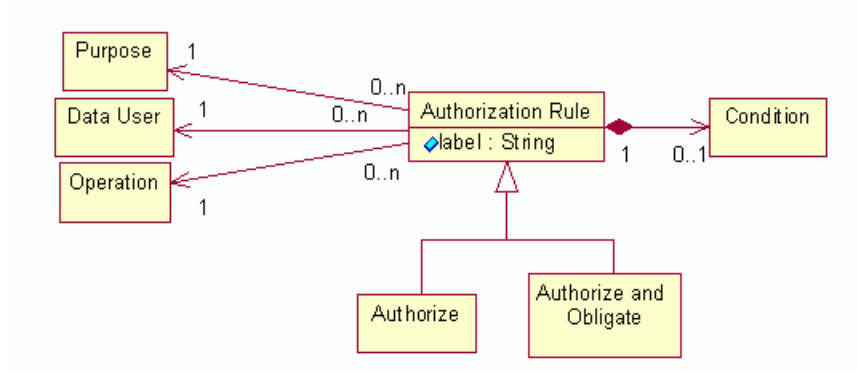 Purpose
1
0..n
Data User
1
0..n
Authorization Rule
label : String
1
0..1
Condition
Operation
0..n
1
Authorize
Authorize and
Obligate